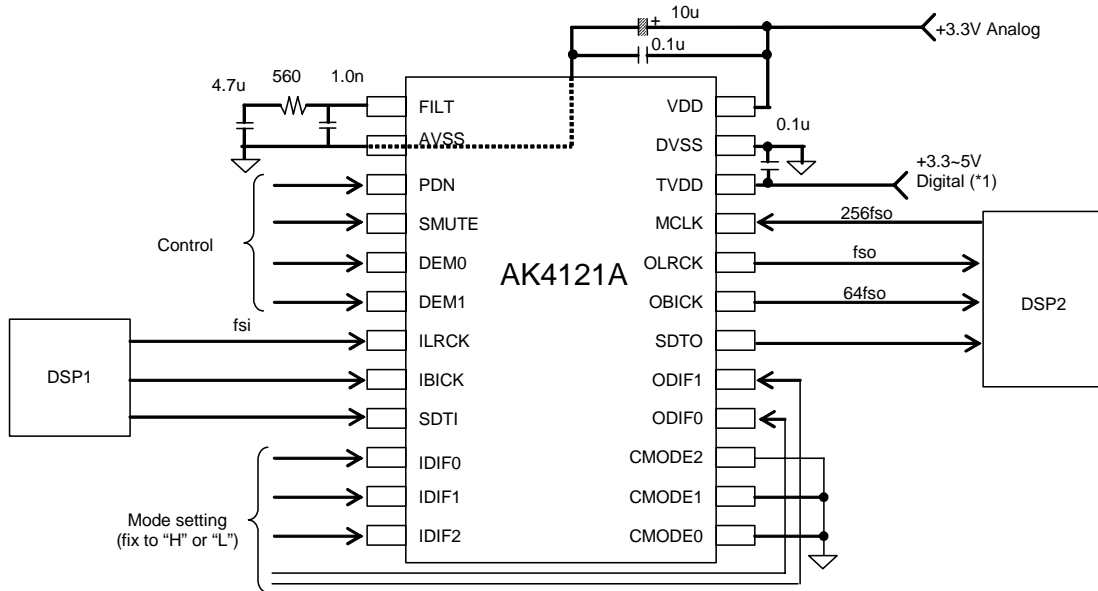 10u
+
+3.3V Analog
0.1u
4.7u
560
1.0n
FILT
VDD
AVSS
DVSS
0.1u
PDN
TVDD
+3.3~5V
Digital (*1)
SMUTE
MCLK
256fso
Control
DEM0
AK4121A
OLRCK
fso
DEM1
OBICK
64fso
DSP2
fsi
ILRCK
SDTO
DSP1
IBICK
ODIF1
SDTI
ODIF0
IDIF0
CMODE2
IDIF1
CMODE1
Mode setting
(fix to “H” or “L”)
IDIF2
CMODE0